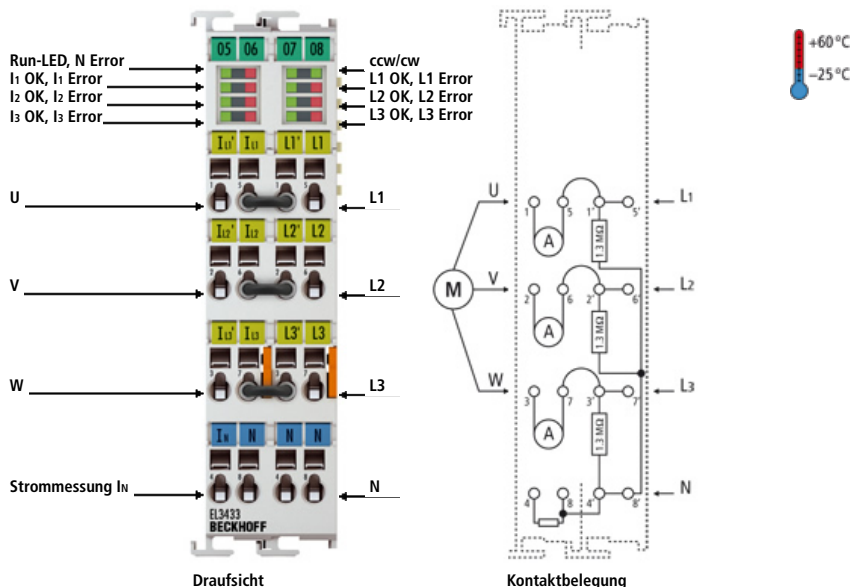 05 06 07 08
Run-LED, N Error
I1 OK, I1 Error
I2 OK, I2 Error
I3 OK, I3 Error
ccw/cw
L1 OK, L1 Error
L2 OK, L2 Error
L3 OK, L3 Error
+60 °C
–25 °C
IL1' IL1 L1' L1
U
L1
IL2' IL2 L2' L2
V
L2
IL3' IL3 L3' L3
W
L3
IN N N N
Strommessung IN
N
EL3433
BECKHOFF
Draufsicht
M
U
V
W
1 5 1' 5'
A
1.3 MΩ
L1
2 6 2' 6'
A
1.3 MΩ
L2
3 7 3' 7'
A
1.3 MΩ
L3
4 8 4' 8'
N
Kontaktbelegung